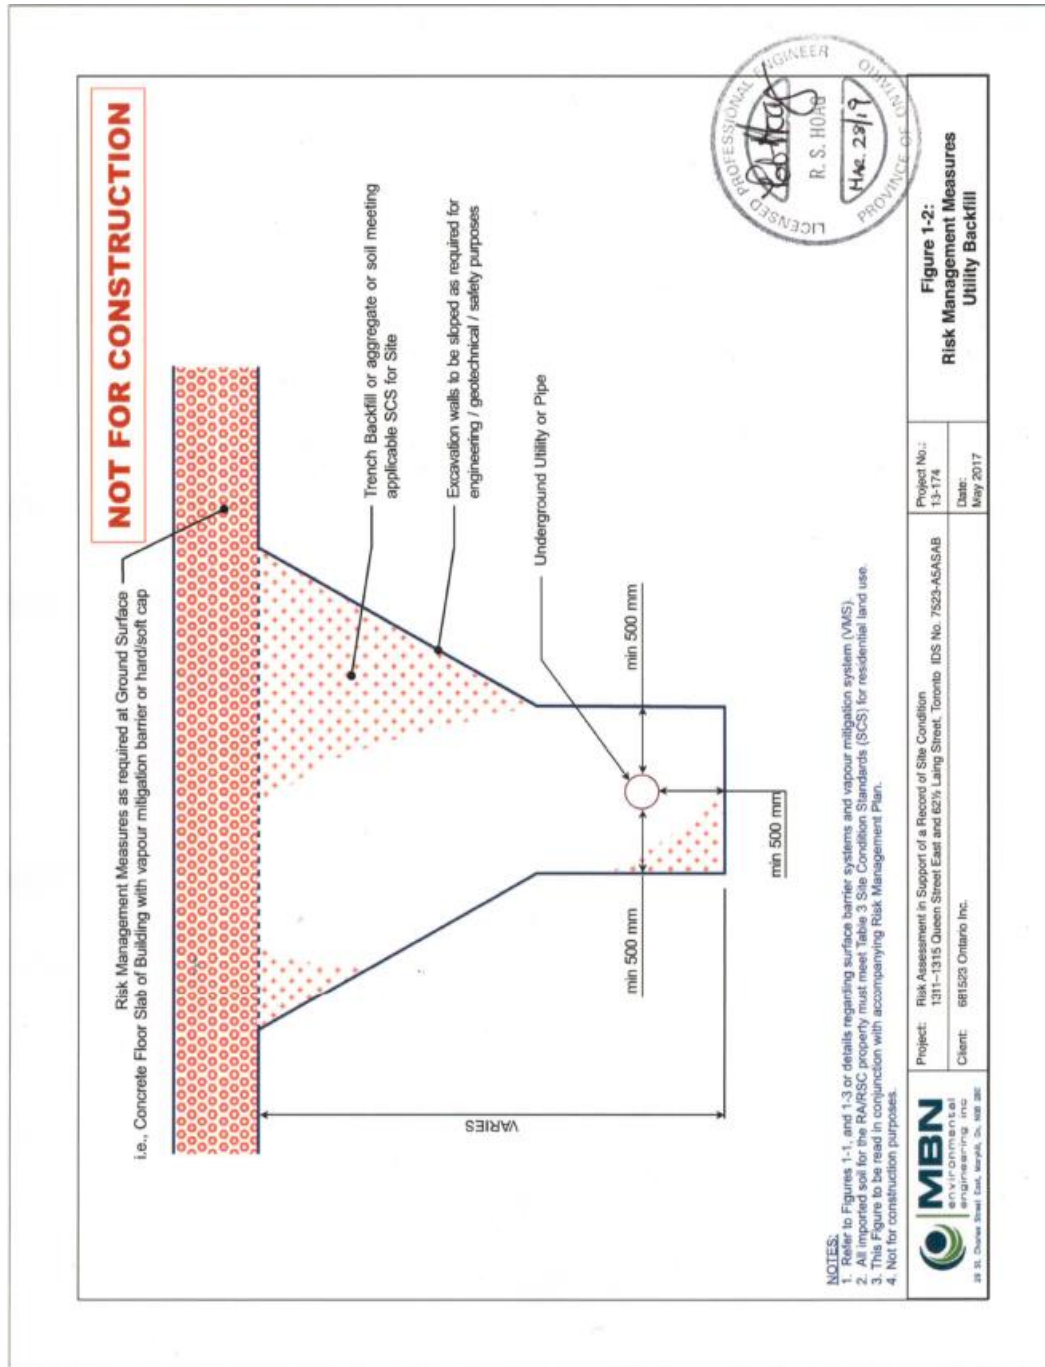 NOT FOR CONSTRUCTION
Risk Management Measures as required at Ground Surface
i.e., Concrete Floor Slab of Building with vapour mitigation barrier or hard/soft cap
Trench Backfill or aggregate or soil meeting
applicable SCS for Site
Excavation walls to be sloped as required for
engineering / geotechnical / safety purposes
Underground Utility or Pipe
VARIES
min 500 mm
min 500 mm
min 500 mm
NOTES:
1. Refer to Figures 1-1, and 1-3 or details regarding surface barrier systems and vapour mitigation system (VMS).
2. All imported soil for the RA/RSC property must meet Table 3 Site Condition Standards (SCS) for residential land use.
3. This Figure to be read in conjunction with accompanying Risk Management Plan.
4. Not for construction purposes.
LICENSED PROFESSIONAL ENGINEER
R. S. HOAG
MAR. 28/19
PROVINCE OF ONTARIO
MBN
environmental
engineering inc
Project: Risk Assessment in Support of a Record of Site Condition
1311–1315 Queen Street East and 62½ Laing Street, Toronto IDS No. 7523-A5ASAB
Client: 681523 Ontario Inc.
Project No.:
13-174
Date:
May 2017
Figure 1-2:
Risk Management Measures
Utility Backfill